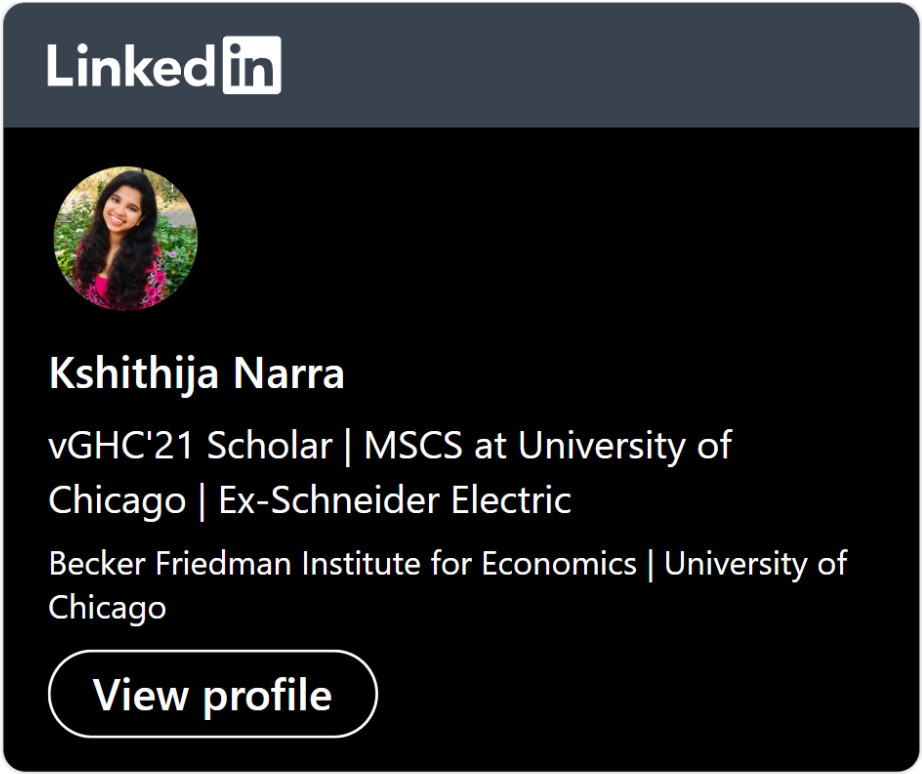 LinkedIn
Kshithija Narra
vGHC'21 Scholar | MSCS at University of
Chicago | Ex-Schneider Electric
Becker Friedman Institute for Economics | University of
Chicago
View profile